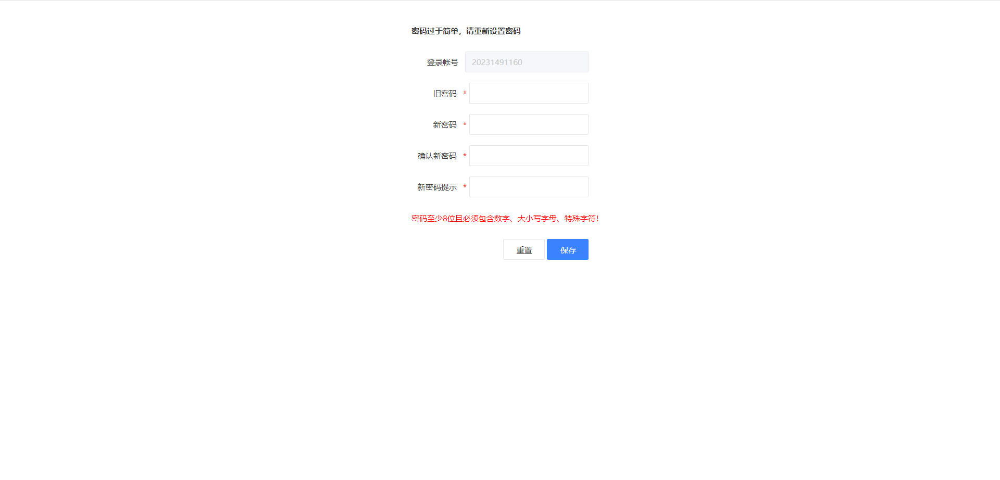 密码过于简单，请重新设置密码
登录帐号 20231491160
旧密码 *
新密码 *
确认新密码 *
新密码提示 *
密码至少8位且必须包含数字、大小写字母、特殊字符!
重置 保存